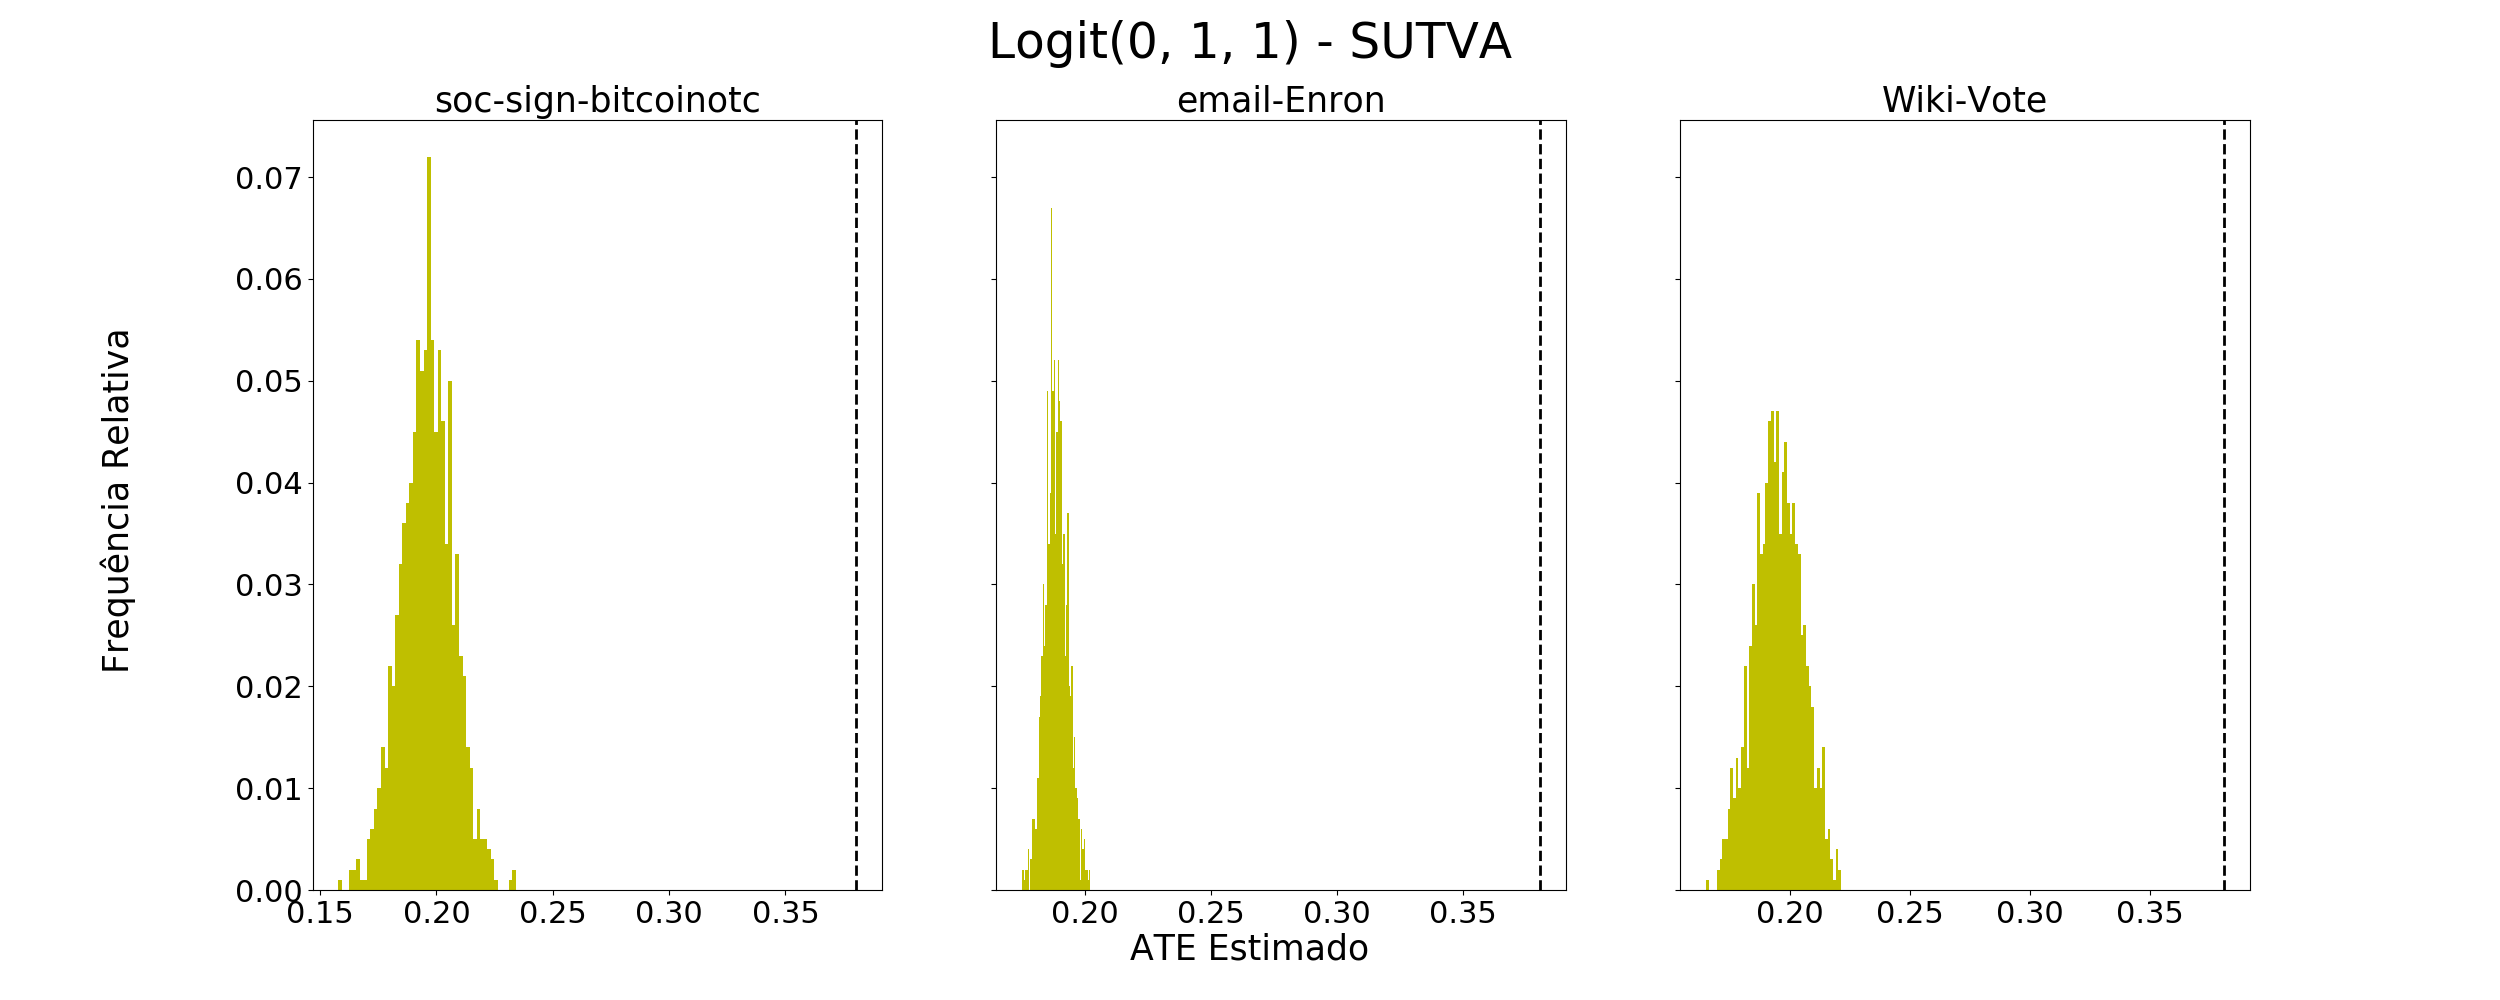 Logit(0, 1, 1) - SUTVA
soc-sign-bitcoinotc
email-Enron
Wiki-Vote
Frequência Relativa
0.07
0.06
0.05
0.04
0.03
0.02
0.01
0.00
0.15 0.20 0.25 0.30 0.35
0.20 0.25 0.30 0.35
0.20 0.25 0.30 0.35
ATE Estimado